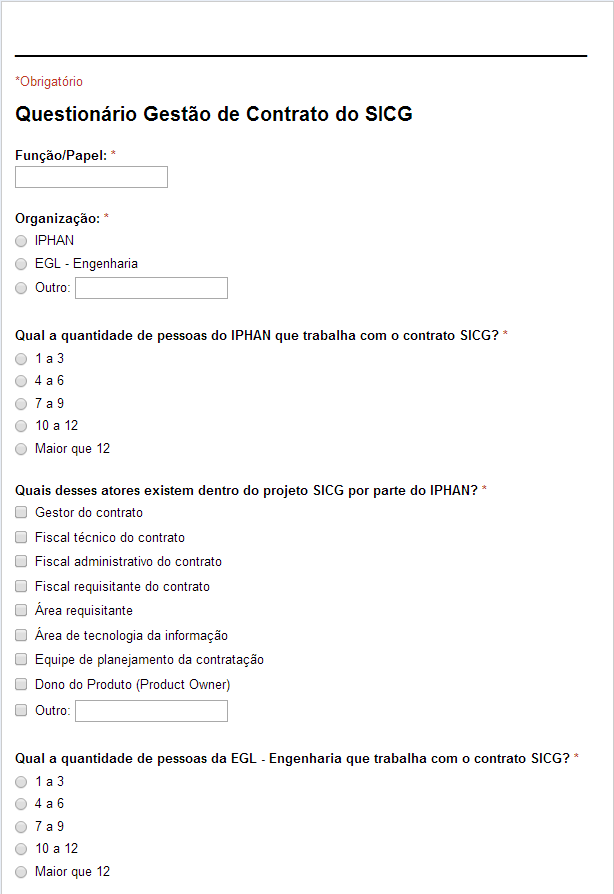 *Obrigatório
Questionário Gestão de Contrato do SICG
Função/Papel: *
Organização: *
IPHAN
EGL - Engenharia
Outro:
Qual a quantidade de pessoas do IPHAN que trabalha com o contrato SICG? *
1 a 3
4 a 6
7 a 9
10 a 12
Maior que 12
Quais desses atores existem dentro do projeto SICG por parte do IPHAN? *
Gestor do contrato
Fiscal técnico do contrato
Fiscal administrativo do contrato
Fiscal requisitante do contrato
Área requisitante
Área de tecnologia da informação
Equipe de planejamento da contratação
Dono do Produto (Product Owner)
Outro:
Qual a quantidade de pessoas da EGL - Engenharia que trabalha com o contrato SICG? *
1 a 3
4 a 6
7 a 9
10 a 12
Maior que 12